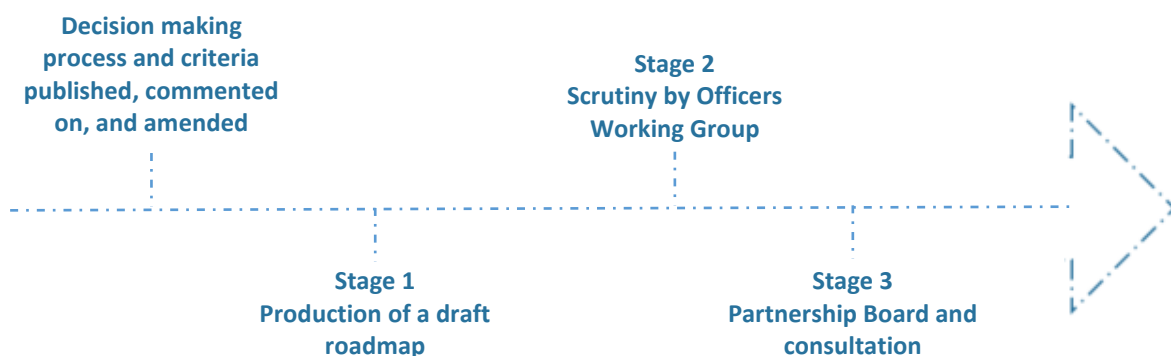 Decision making
process and criteria
published, commented
on, and amended
Stage 1
Production of a draft
roadmap
Stage 2
Scrutiny by Officers
Working Group
Stage 3
Partnership Board and
consultation